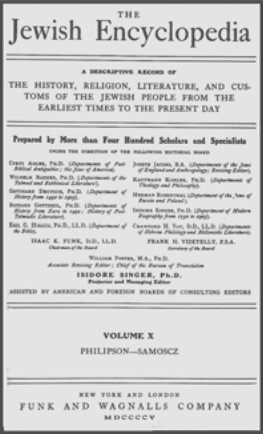 THE
Jewish Encyclopedia
A DESCRIPTIVE RECORD OF
THE HISTORY, RELIGION, LITERATURE, AND CUS-
TOMS OF THE JEWISH PEOPLE FROM THE
EARLIEST TIMES TO THE PRESENT DAY
Prepared by More than Four Hundred Scholars and Specialists
UNDER THE DIRECTION OF THE FOLLOWING EDITORIAL BOARD
CYRUS ADLER, PH.D. (Departments of Post-
Biblical Antiquities; the Jews of America).
WILHELM BACHER, PH.D. (Department of the
Talmud and Rabbinical Literature).
GOTTHARD DEUTSCH, PH.D. (Department of
History from 1492 to 1905).
RICHARD GOTTHEIL, PH.D. (Departments of
History from Ezra to 1492; History of Post-
Talmudic Literature).
EMIL G. HIRSCH, PH.D., LL.D. (Department of
the Bible).
JOSEPH JACOBS, B.A. (Departments of the Jews
of England and Anthropology; Revising Editor).
KAUFMANN KOHLER, PH.D. (Departments of
Theology and Philosophy).
HERMAN ROSENTHAL (Department of the Jews of
Russia and Poland).
ISIDORE SINGER, PH.D. (Department of Modern
Biography from 1750 to 1905).
CRAWFORD H. TOY, D.D., LL.D. (Departments
of Hebrew Philology and Hellenistic Literature).
ISAAC K. FUNK, D.D., LL.D.
Chairman of the Board
FRANK H. VIZETELLY, F.S.A.
Secretary of the Board
WILLIAM POPPER, M.A., PH.D.
Associate Revising Editor; Chief of the Bureau of Translation
ISIDORE SINGER, Ph.D.
Projector and Managing Editor
ASSISTED BY AMERICAN AND FOREIGN BOARDS OF CONSULTING EDITORS
VOLUME X
PHILIPSON—SAMOSCZ
NEW YORK AND LONDON
FUNK AND WAGNALLS COMPANY
MDCCCCV